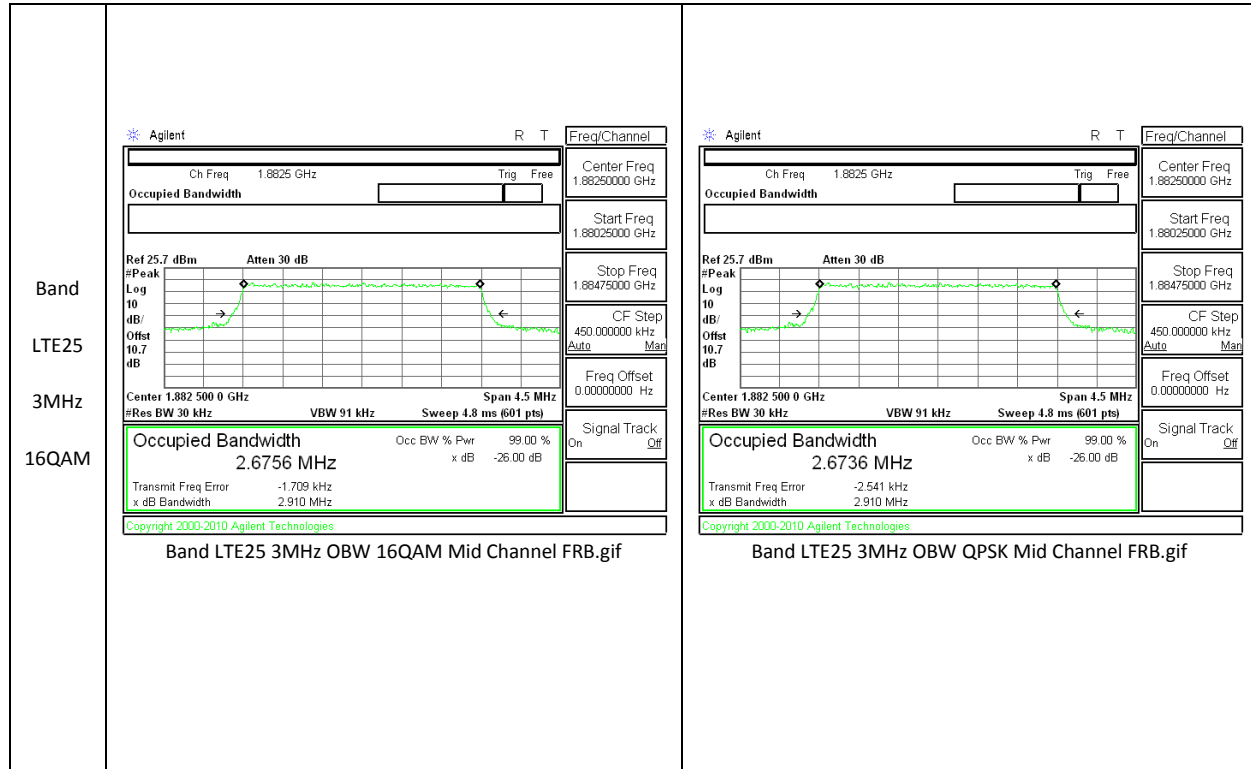 Band
LTE25
3MHz
16QAM
Agilent R T
Ch Freq 1.8825 GHz Trig Free
Occupied Bandwidth
Ref 25.7 dBm Atten 30 dB
#Peak
Log
10
dB/
Offst
10.7
dB
Center 1.882 500 0 GHz Span 4.5 MHz
#Res BW 30 kHz VBW 91 kHz Sweep 4.8 ms (601 pts)
Occupied Bandwidth Occ BW % Pwr 99.00 %
2.6756 MHz x dB -26.00 dB
Transmit Freq Error -1.709 kHz
x dB Bandwidth 2.910 MHz
Copyright 2000-2010 Agilent Technologies
Freq/Channel
Center Freq
1.88250000 GHz
Start Freq
1.88025000 GHz
Stop Freq
1.88475000 GHz
CF Step
450.000000 kHz
Auto Man
Freq Offset
0.00000000 Hz
Signal Track
On Off
Band LTE25 3MHz OBW 16QAM Mid Channel FRB.gif
Agilent R T
Ch Freq 1.8825 GHz Trig Free
Occupied Bandwidth
Ref 25.7 dBm Atten 30 dB
#Peak
Log
10
dB/
Offst
10.7
dB
Center 1.882 500 0 GHz Span 4.5 MHz
#Res BW 30 kHz VBW 91 kHz Sweep 4.8 ms (601 pts)
Occupied Bandwidth Occ BW % Pwr 99.00 %
2.6736 MHz x dB -26.00 dB
Transmit Freq Error -2.541 kHz
x dB Bandwidth 2.910 MHz
Copyright 2000-2010 Agilent Technologies
Freq/Channel
Center Freq
1.88250000 GHz
Start Freq
1.88025000 GHz
Stop Freq
1.88475000 GHz
CF Step
450.000000 kHz
Auto Man
Freq Offset
0.00000000 Hz
Signal Track
On Off
Band LTE25 3MHz OBW QPSK Mid Channel FRB.gif